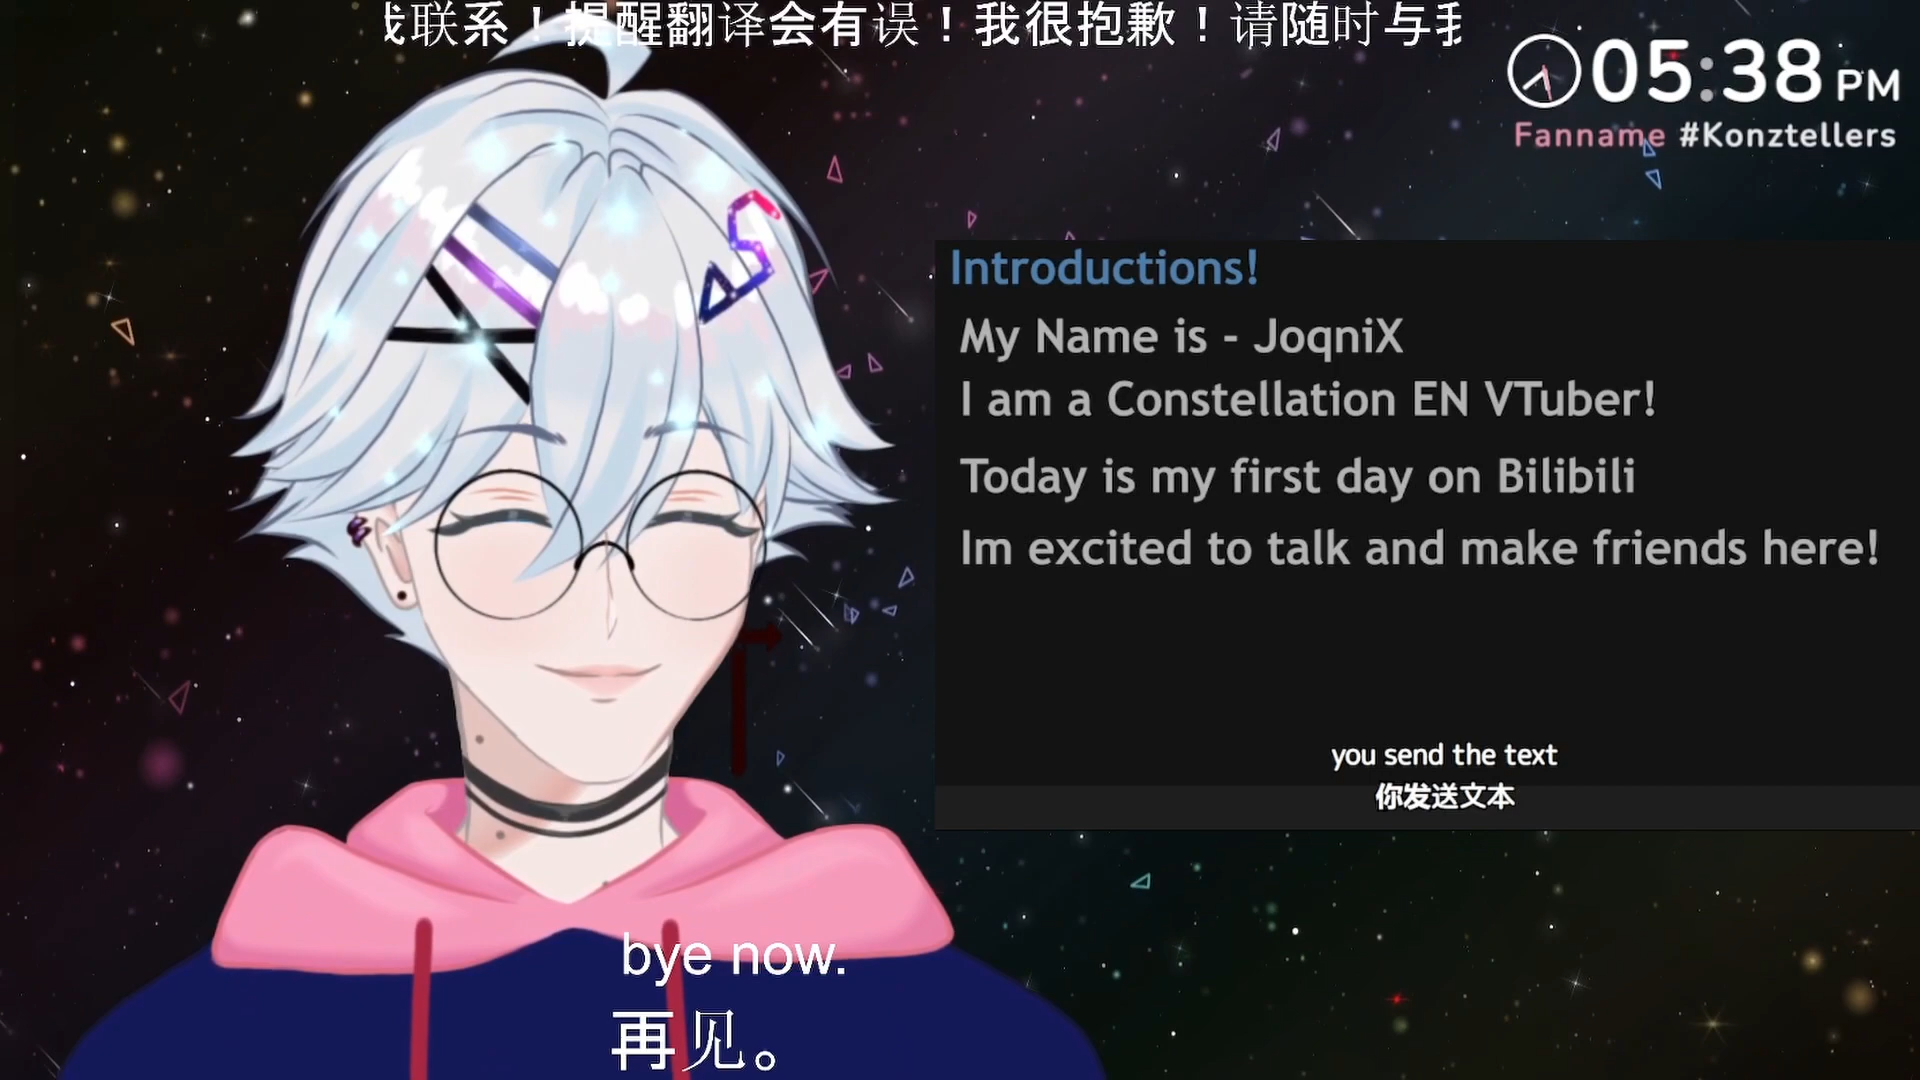 我联系！提醒翻译会有误！我很抱歉！请随时与我
05:38 PM
Fanname #Konztellers
Introductions!
My Name is - JoqniX
I am a Constellation EN VTuber!
Today is my first day on Bilibili
Im excited to talk and make friends here!
you send the text
你发送文本
bye now.
再见。